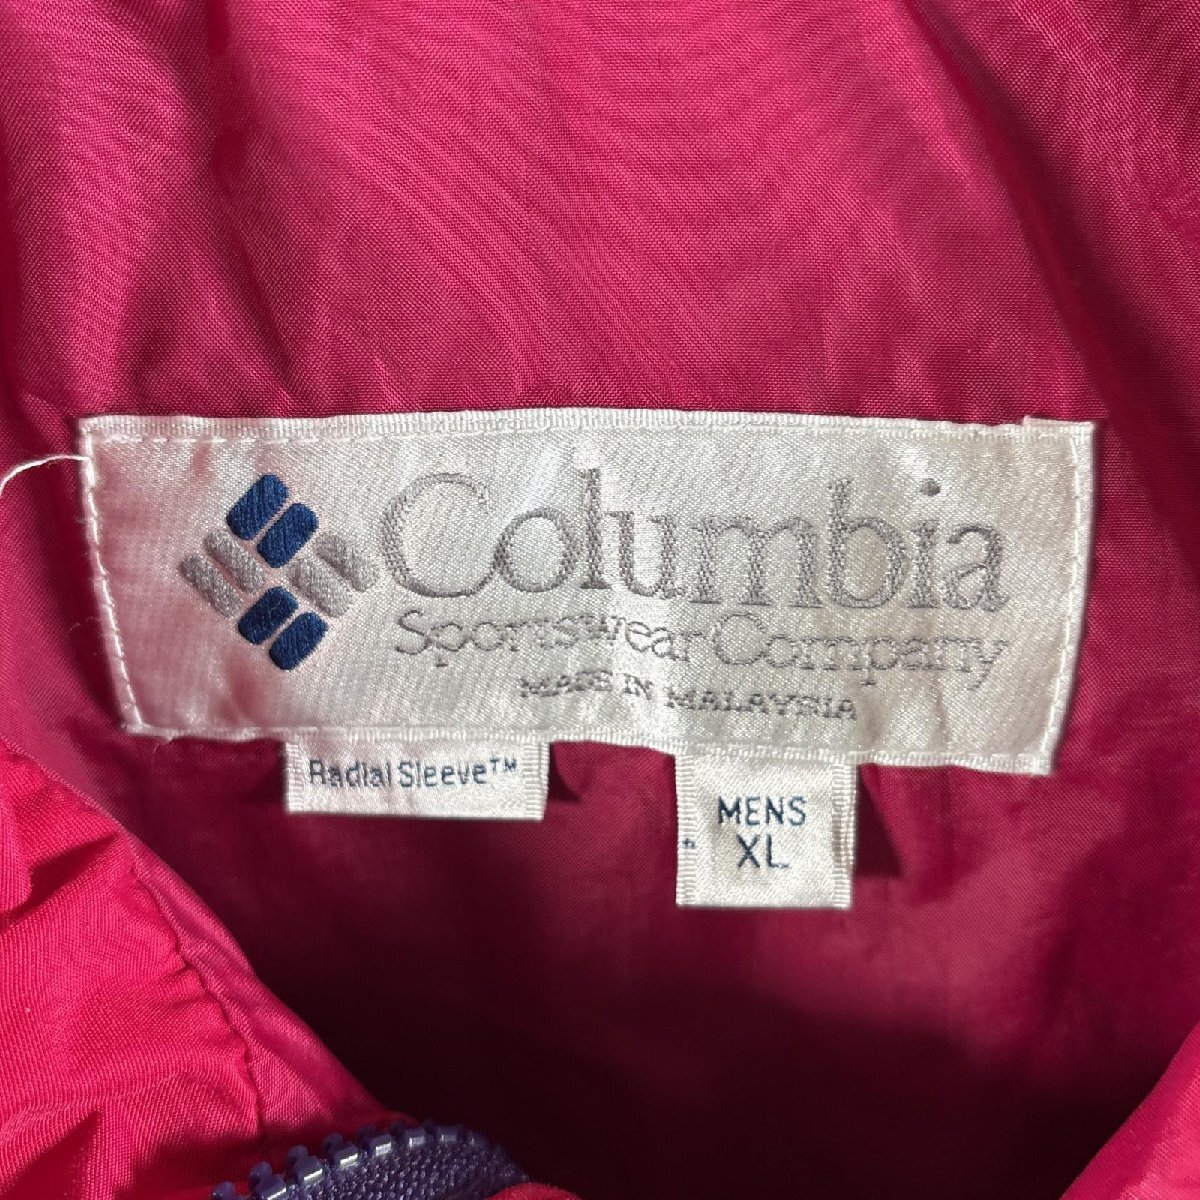 Columbia
Sportswear Company
MADE IN MALAYSIA
Radial Sleeve™
MENS
XL